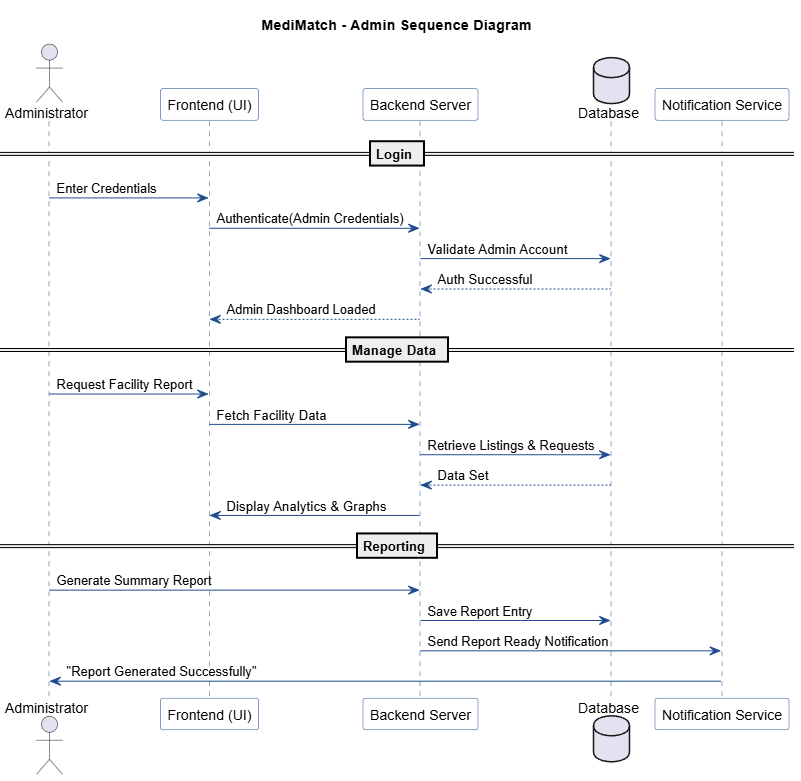 MediMatch - Admin Sequence Diagram
Administrator
Frontend (UI)
Backend Server
Database
Notification Service
Login
Enter Credentials
Authenticate(Admin Credentials)
Validate Admin Account
Auth Successful
Admin Dashboard Loaded
Manage Data
Request Facility Report
Fetch Facility Data
Retrieve Listings & Requests
Data Set
Display Analytics & Graphs
Reporting
Generate Summary Report
Save Report Entry
Send Report Ready Notification
"Report Generated Successfully"
Administrator
Frontend (UI)
Backend Server
Database
Notification Service